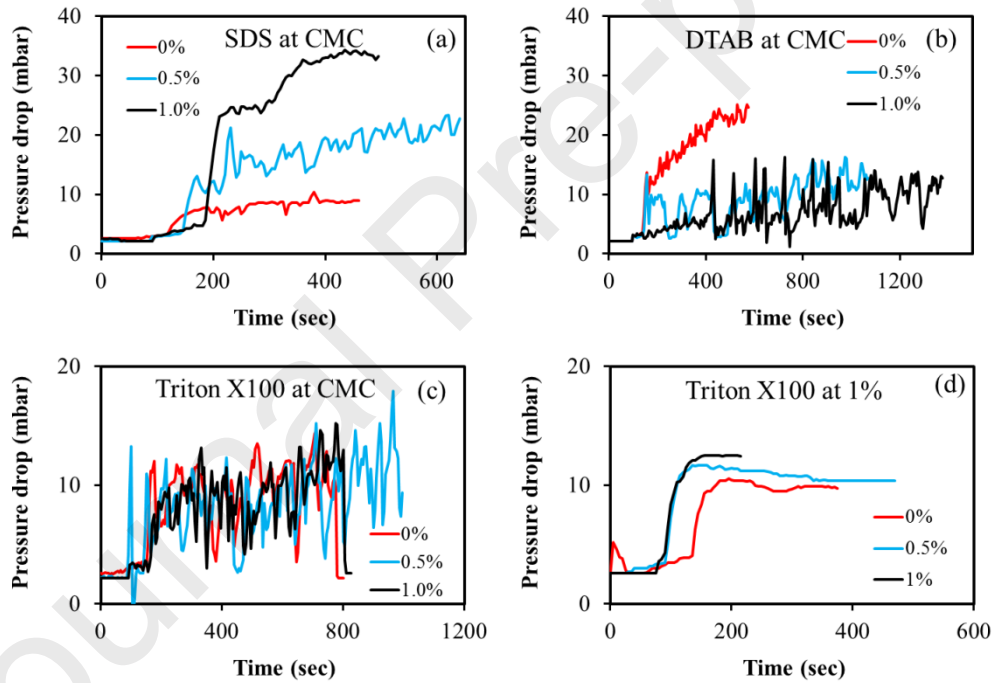 SDS at CMC
(a)
0%
0.5%
1.0%
Pressure drop (mbar)
40
30
20
10
0
0 200 400 600
Time (sec)
DTAB at CMC
(b)
0%
0.5%
1.0%
Pressure drop (mbar)
40
30
20
10
0
0 400 800 1200
Time (sec)
Triton X100 at CMC
(c)
0%
0.5%
1.0%
Pressure drop (mbar)
20
10
0
0 400 800 1200
Time (sec)
Triton X100 at 1%
(d)
0%
0.5%
1%
Pressure drop (mbar)
20
10
0
0 200 400 600
Time (sec)